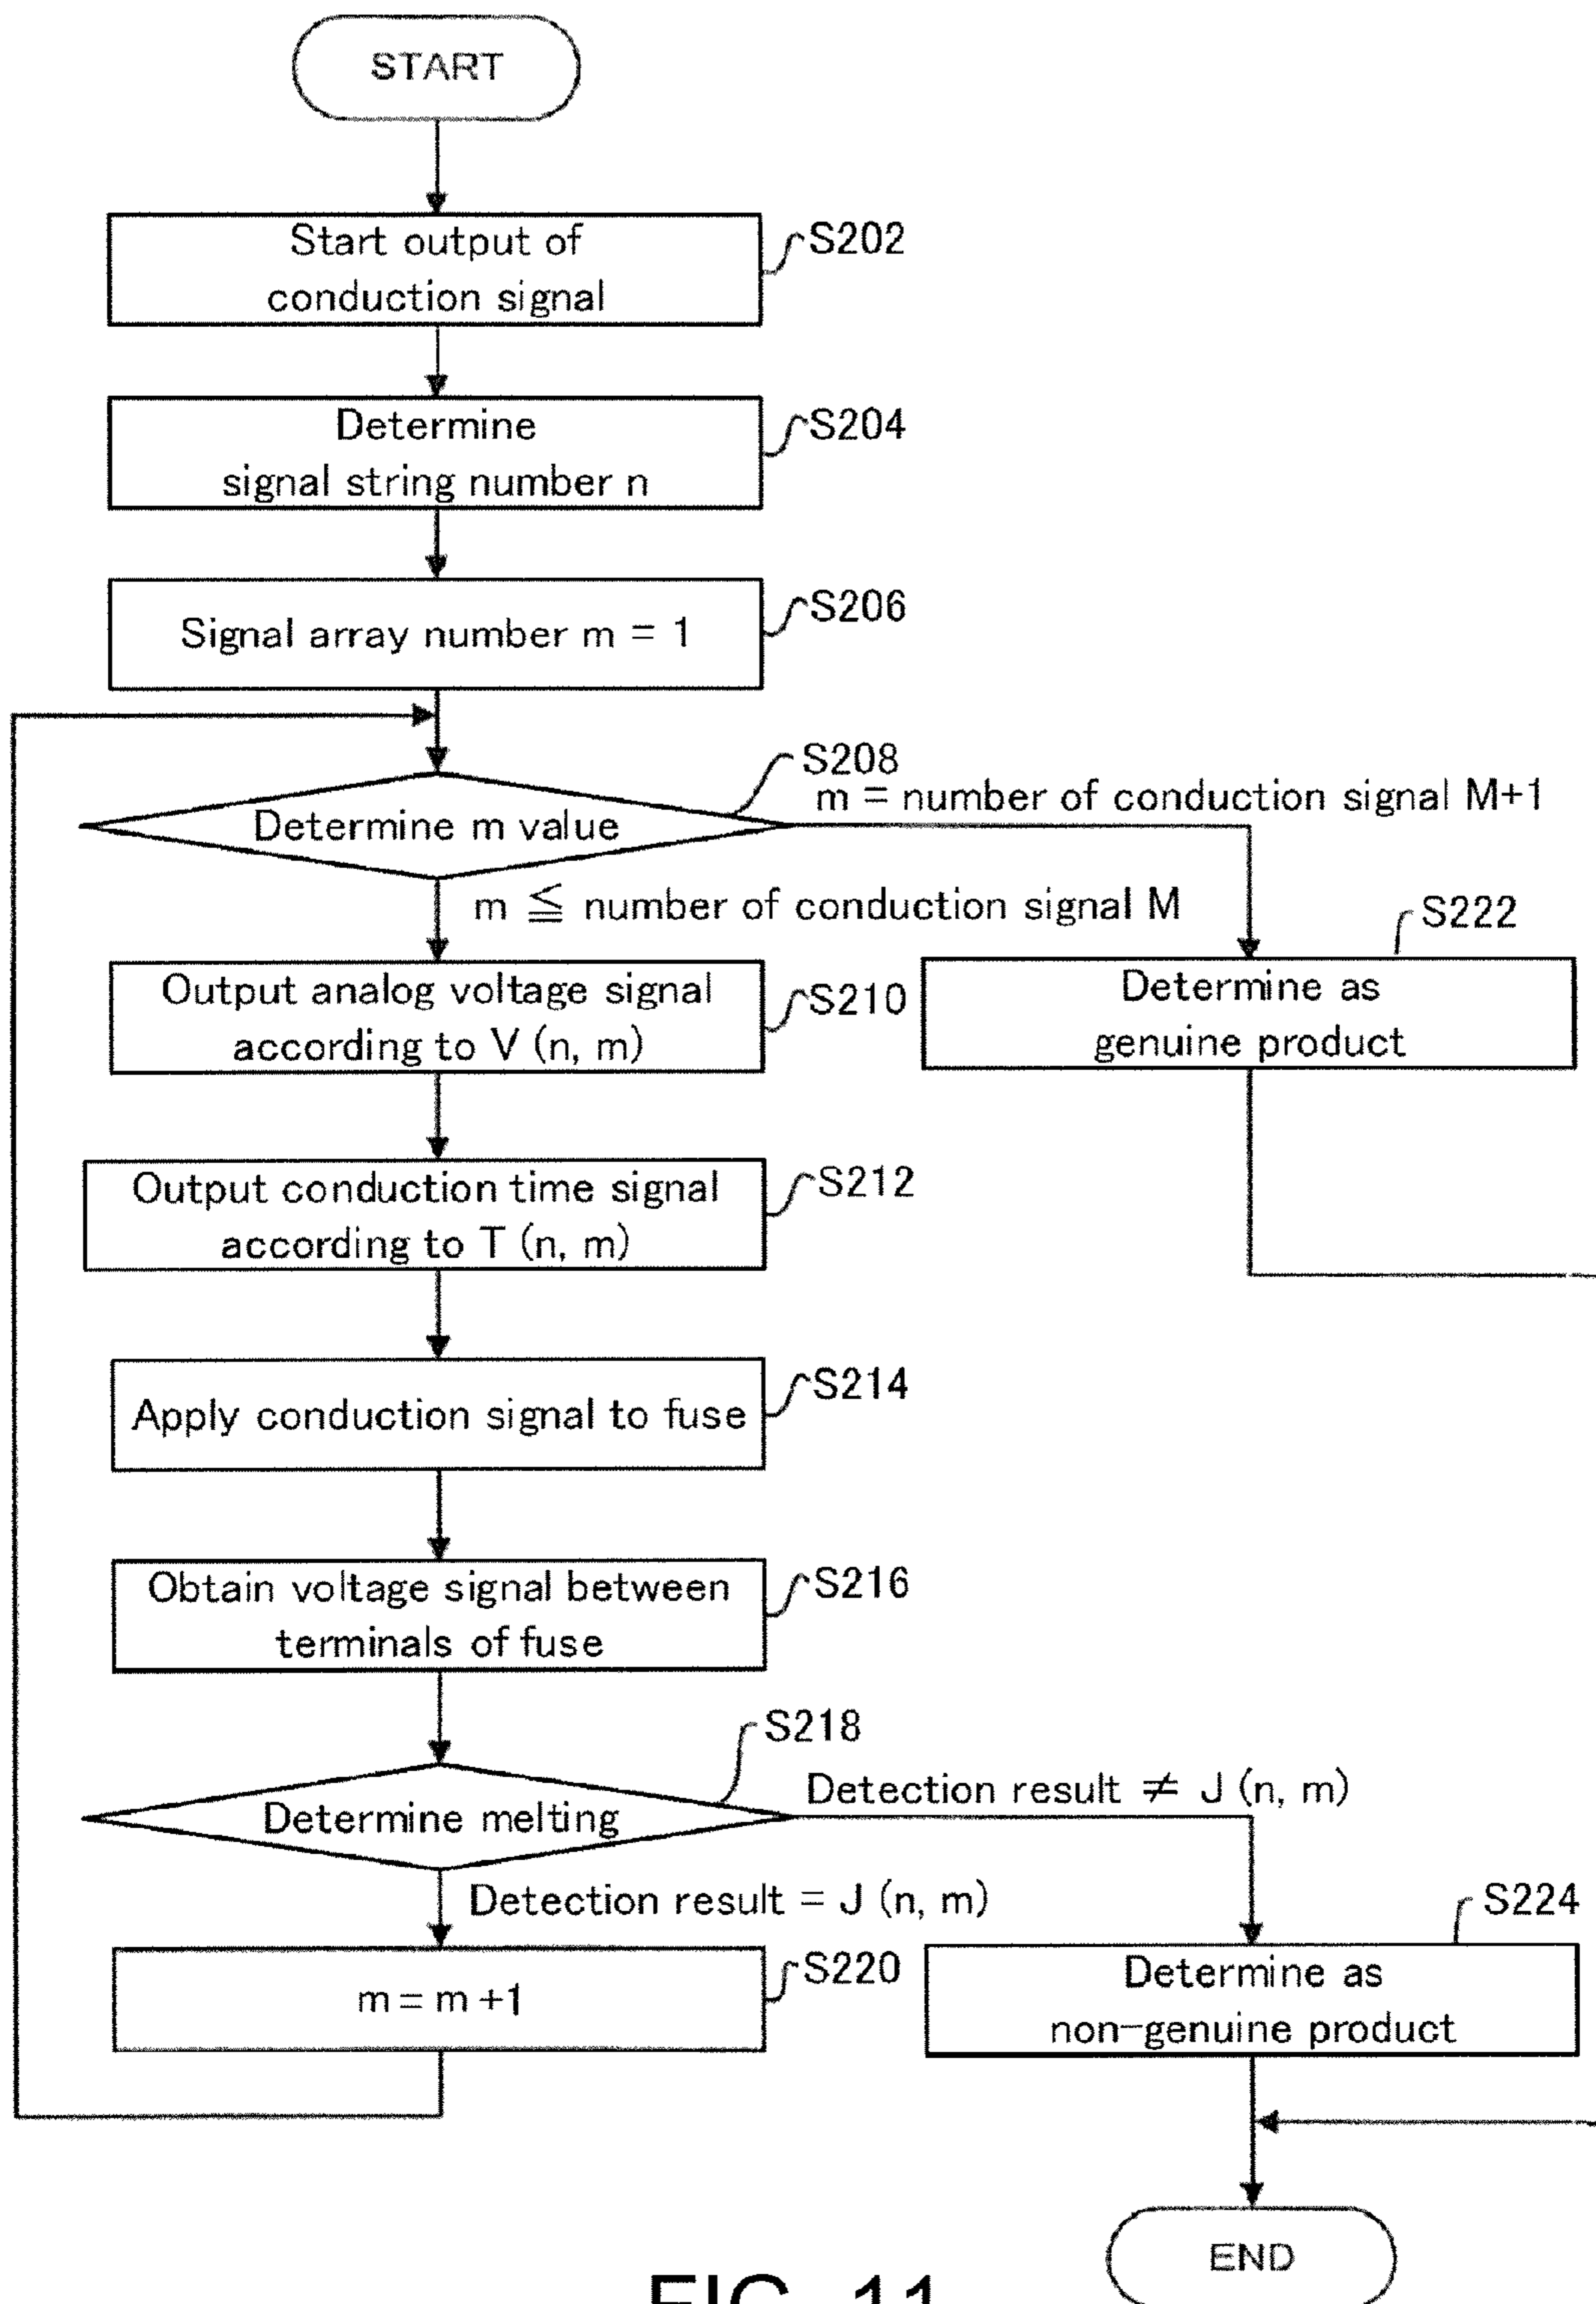 START
Start output of
conduction signal
S202
Determine
signal string number n
S204
Signal array number m = 1
S206
Determine m value
S208
m = number of conduction signal M+1
m ≦ number of conduction signal M
Output analog voltage signal
according to V (n, m)
S210
Determine as
genuine product
S222
Output conduction time signal
according to T (n, m)
S212
Apply conduction signal to fuse
S214
Obtain voltage signal between
terminals of fuse
S216
Determine melting
S218
Detection result ≠ J (n, m)
Detection result = J (n, m)
m = m +1
S220
Determine as
non-genuine product
S224
END
FIG. 11